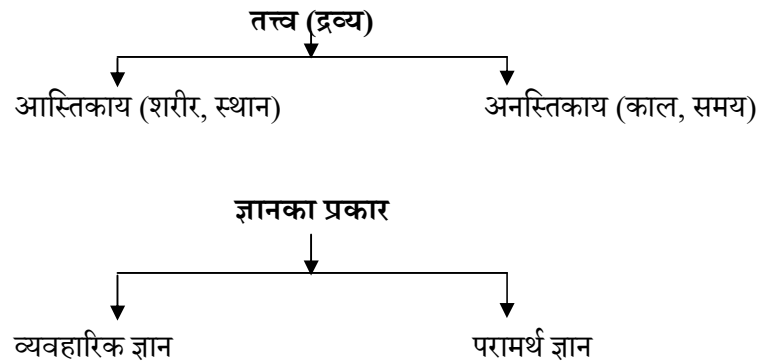 तत्त्व (द्रव्य)
आस्तिकाय (शरीर, स्थान) अनस्तिकाय (काल, समय)
ज्ञानका प्रकार
व्यवहारिक ज्ञान परामर्थ ज्ञान